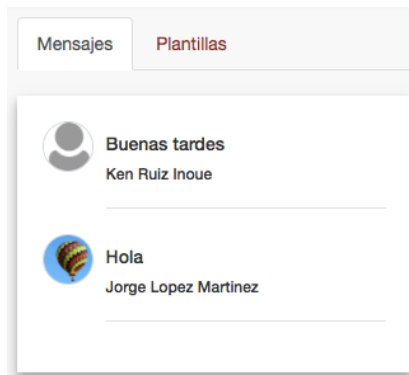 Mensajes Plantillas
Buenas tardes
Ken Ruiz Inoue
Hola
Jorge Lopez Martinez